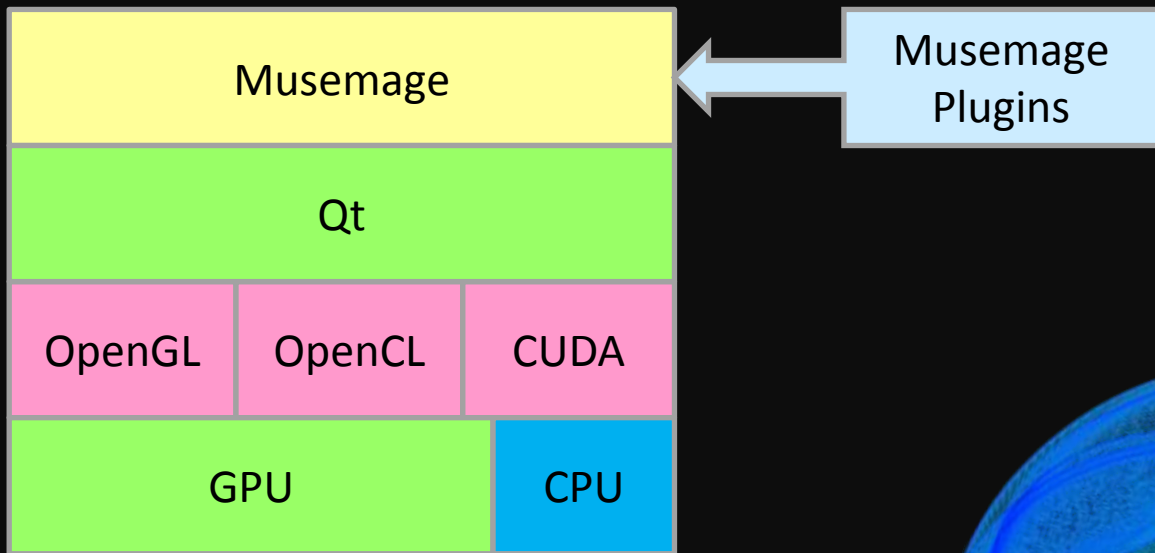 Musemage
Musemage
Plugins
Qt
OpenGL
OpenCL
CUDA
GPU
CPU